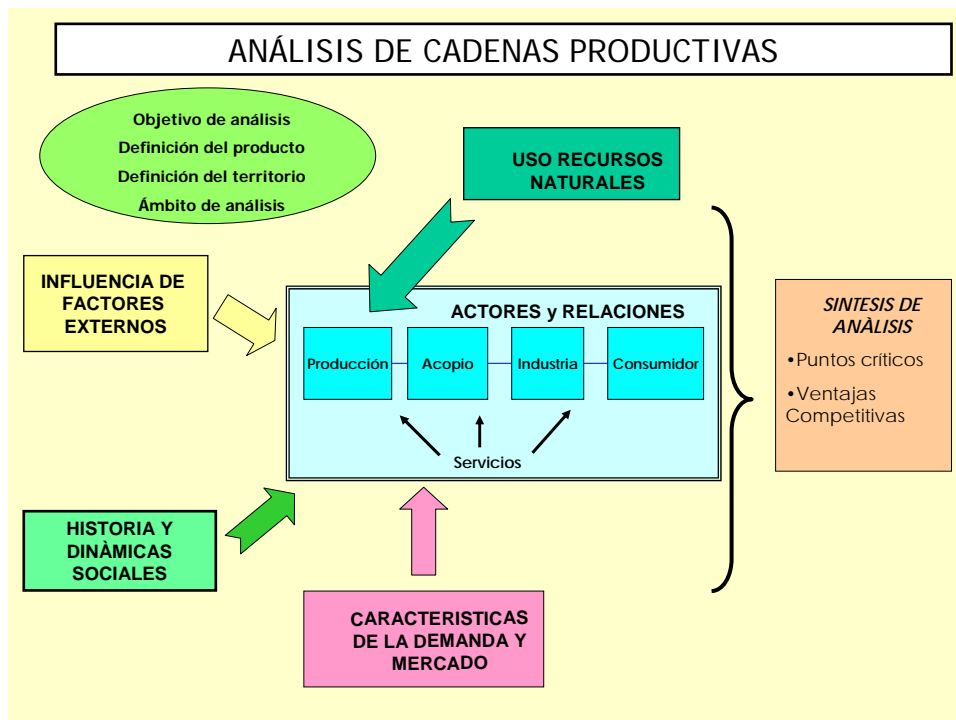 ANÁLISIS DE CADENAS PRODUCTIVAS
Objetivo de análisis
Definición del producto
Definición del territorio
Ámbito de análisis
USO RECURSOS
NATURALES
INFLUENCIA DE
FACTORES
EXTERNOS
ACTORES y RELACIONES
Producción
Acopio
Industria
Consumidor
Servicios
SINTESIS DE
ANÀLISIS
•Puntos críticos
•Ventajas
Competitivas
HISTORIA Y
DINÀMICAS
SOCIALES
CARACTERISTICAS
DE LA DEMANDA Y
MERCADO